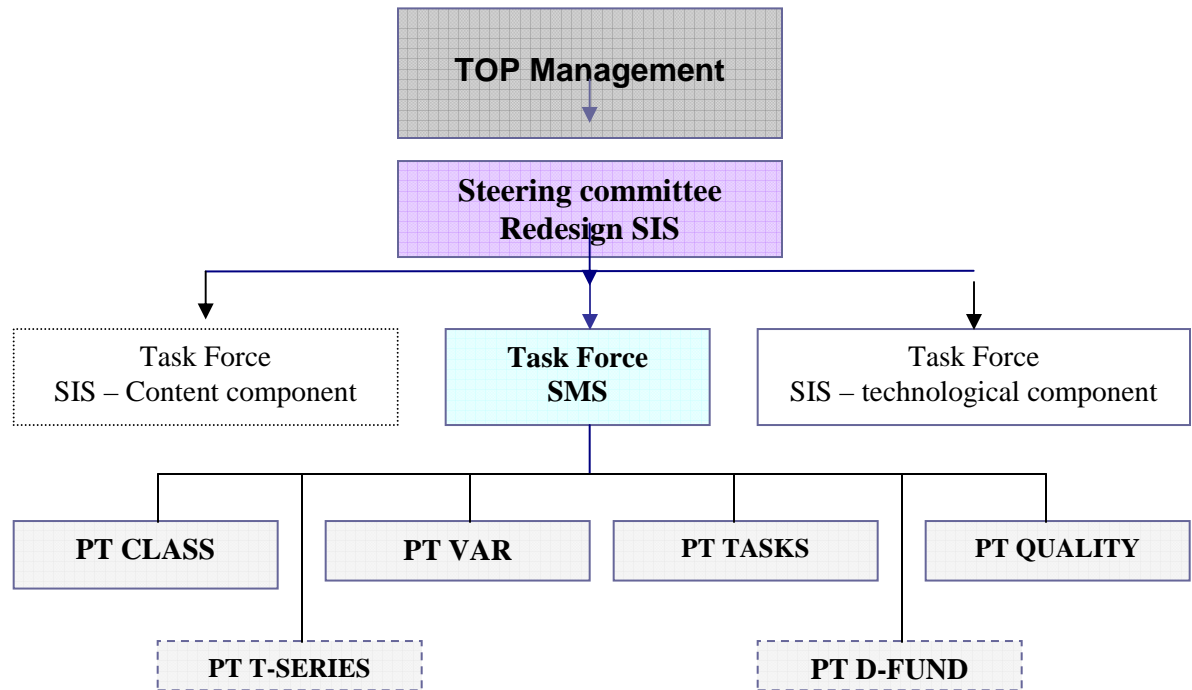 TOP Management
Steering committee
Redesign SIS
Task Force
SIS – Content component
Task Force
SMS
Task Force
SIS – technological component
PT CLASS
PT VAR
PT TASKS
PT QUALITY
PT T-SERIES
PT D-FUND